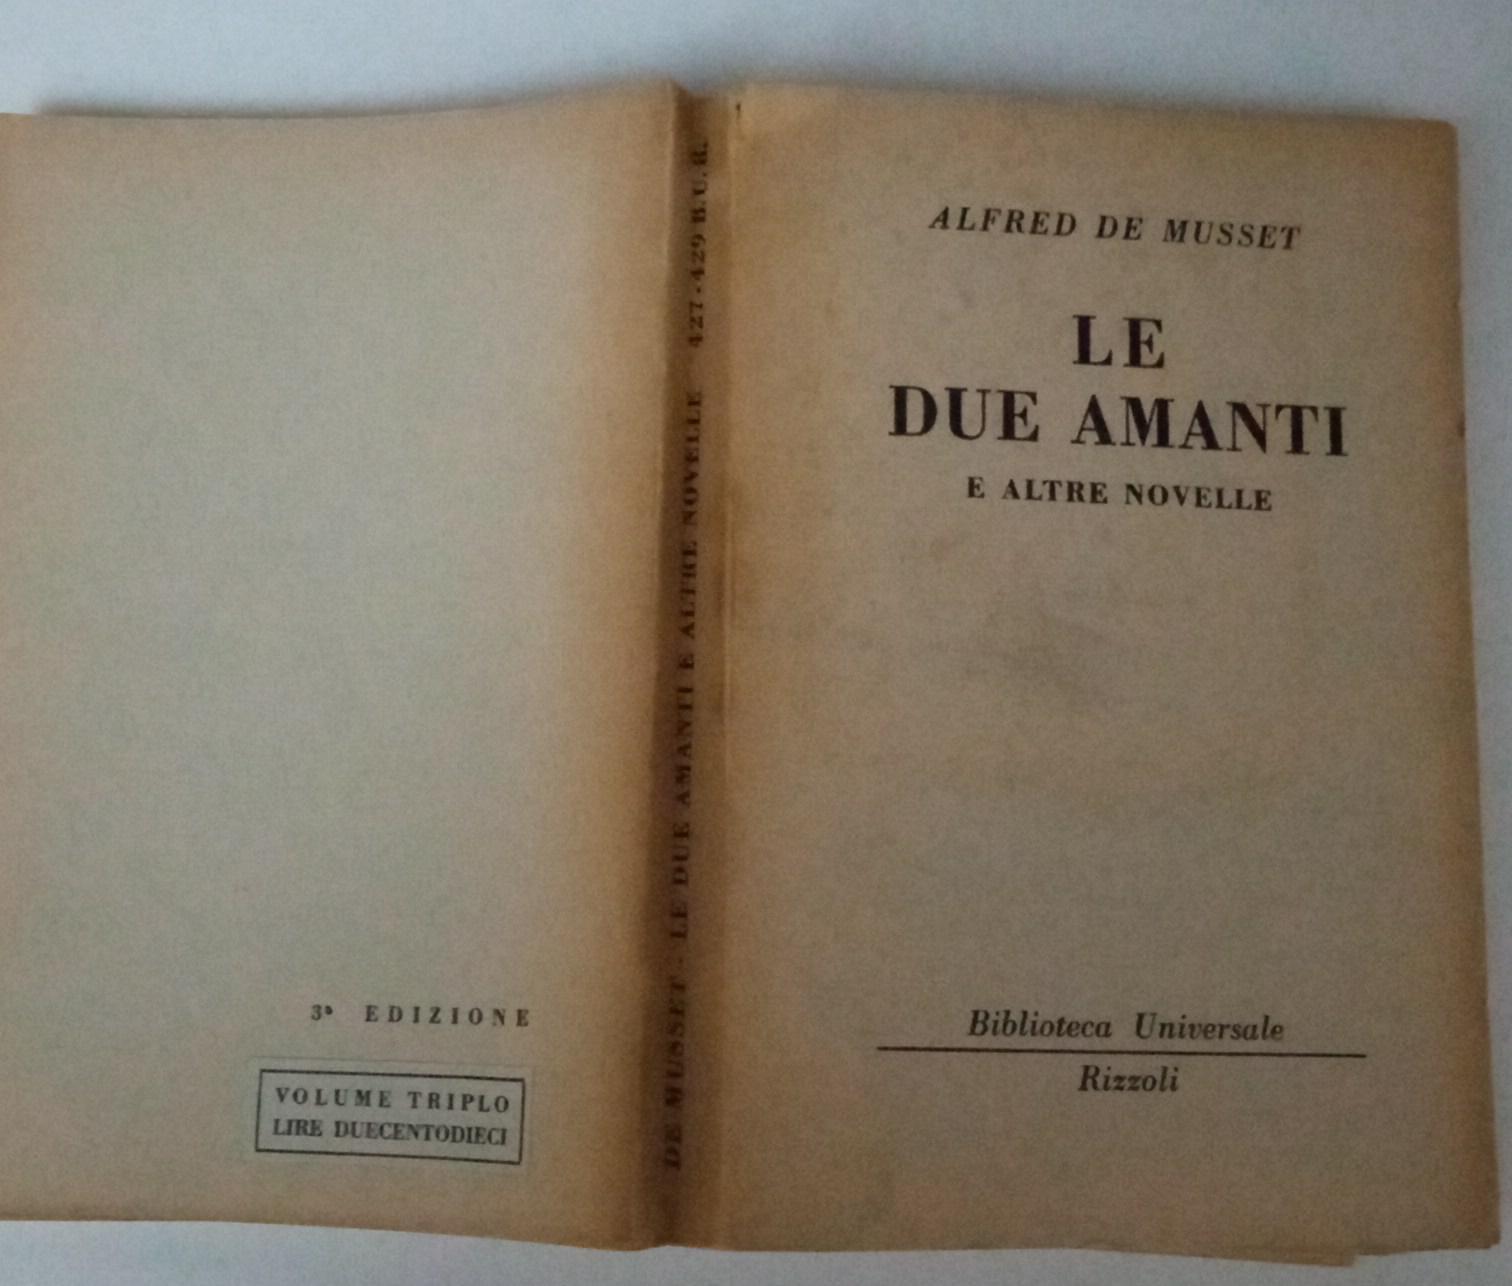 3ª EDIZIONE
VOLUME TRIPLO
LIRE DUECENTODIECI
DE MUSSET - LE DUE AMANTI E ALTRE NOVELLE 427-429 B.U.R.
ALFRED DE MUSSET
LE
DUE AMANTI
E ALTRE NOVELLE
Biblioteca Universale
Rizzoli